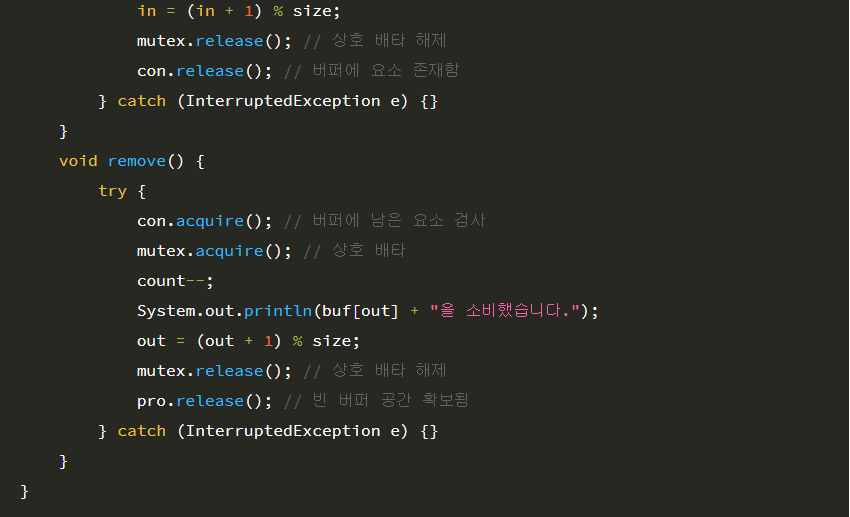 in = (in + 1) % size;
            mutex.release(); // 상호 배타 해제
            con.release(); // 버퍼에 요소 존재함
        } catch (InterruptedException e) {}
    }
    void remove() {
        try {
            con.acquire(); // 버퍼에 남은 요소 검사
            mutex.acquire(); // 상호 배타
            count--;
            System.out.println(buf[out] + "을 소비했습니다.");
            out = (out + 1) % size;
            mutex.release(); // 상호 배타 해제
            pro.release(); // 빈 버퍼 공간 확보됨
        } catch (InterruptedException e) {}
    }
}